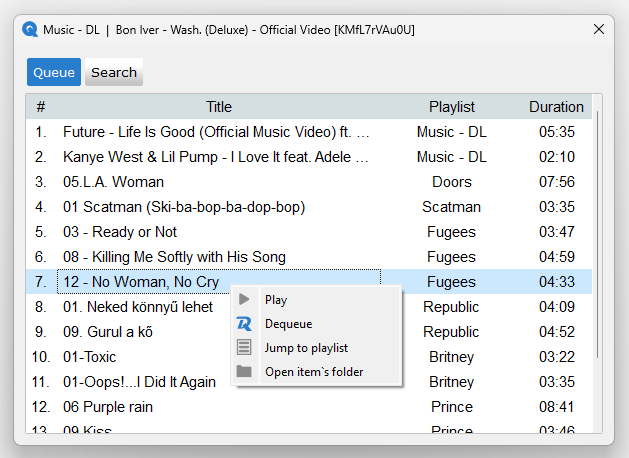 Music - DL | Bon Iver - Wash. (Deluxe) - Official Video [KMfL7rVAu0U]
Queue Search
# Title Playlist Duration
1. Future - Life Is Good (Official Music Video) ft. … Music - DL 05:35
2. Kanye West & Lil Pump - I Love It feat. Adele … Music - DL 02:10
3. 05.L.A. Woman Doors 07:56
4. 01 Scatman (Ski-ba-bop-ba-dop-bop) Scatman 03:35
5. 03 - Ready or Not Fugees 03:47
6. 08 - Killing Me Softly with His Song Fugees 04:59
7. 12 - No Woman, No Cry Fugees 04:33
8. 01. Neked könnyű lehet Republic 04:09
9. 09. Gurul a kő Republic 04:52
10. 01-Toxic Britney 03:22
11. 01-Oops!...I Did It Again Britney 03:35
12. 06 Purple rain Prince 08:41
13. 09 Kiss Prince 03:46
Play
Dequeue
Jump to playlist
Open item`s folder